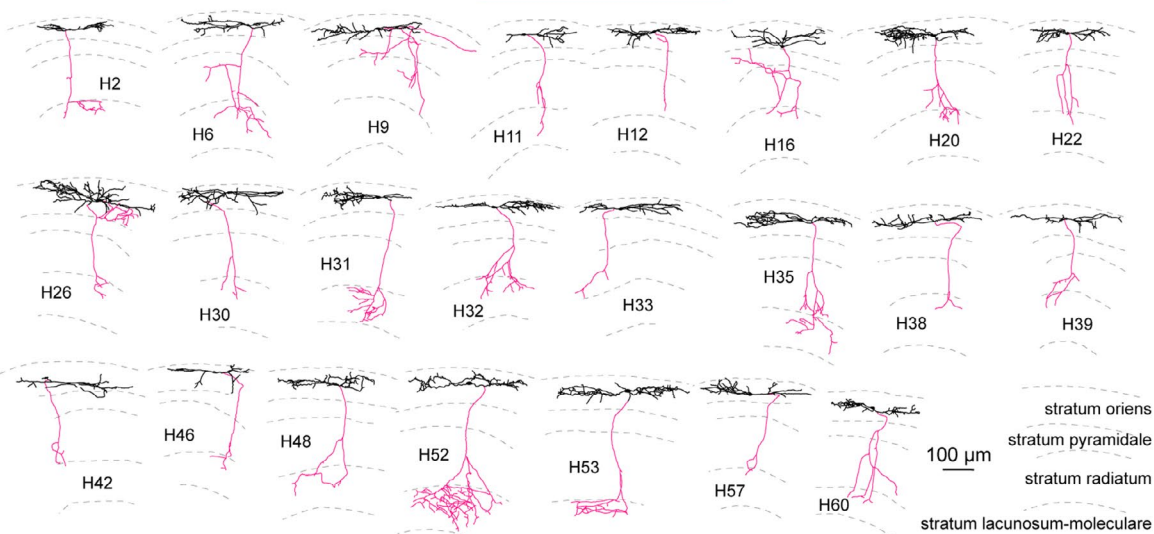 H2
H6
H9
H11
H12
H16
H20
H22
H26
H30
H31
H32
H33
H35
H38
H39
H42
H46
H48
H52
H53
H57
H60
100 µm
stratum oriens
stratum pyramidale
stratum radiatum
stratum lacunosum-moleculare